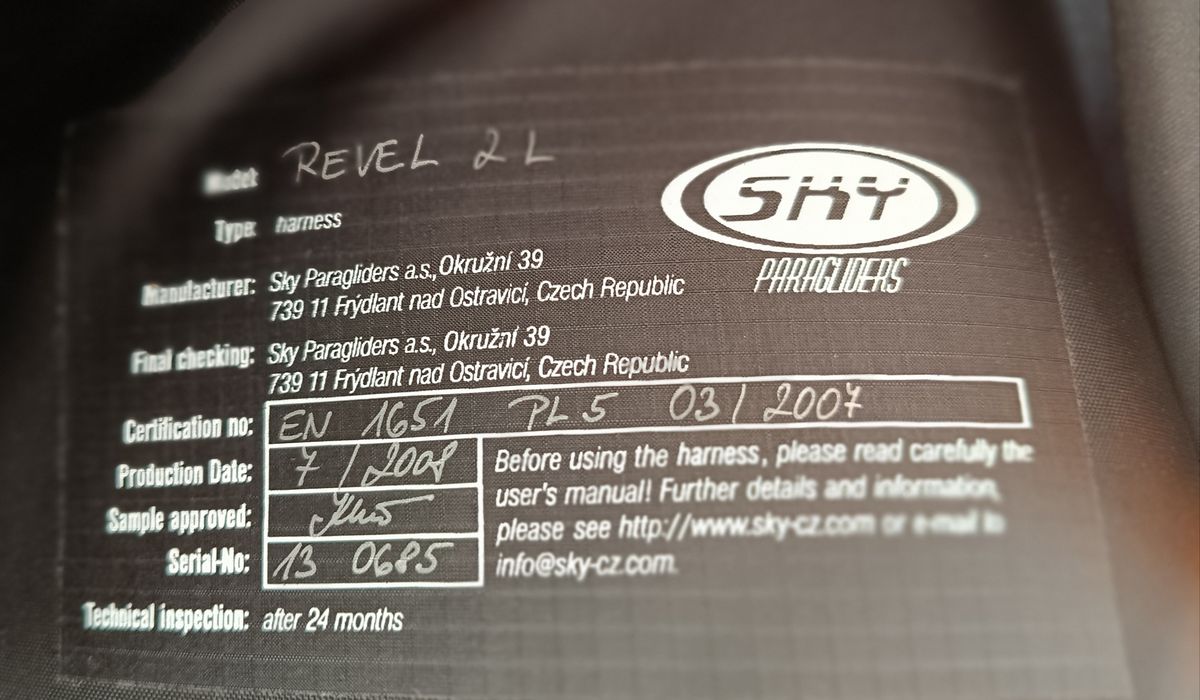 Model: REVEL 2 L
SKY
PARAGLIDERS
Type: harness
Manufacturer: Sky Paragliders a.s., Okružní 39
739 11 Frýdlant nad Ostravicí, Czech Republic
Final checking: Sky Paragliders a.s., Okružní 39
739 11 Frýdlant nad Ostravicí, Czech Republic
Certification no: EN 1651 PL 5 03/2007
Production Date: 7/2008
Sample approved:
Serial-No: 13 0685
Before using the harness, please read carefully the
user's manual! Further details and information,
please see http://www.sky-cz.com or e-mail to
info@sky-cz.com.
Technical inspection: after 24 months